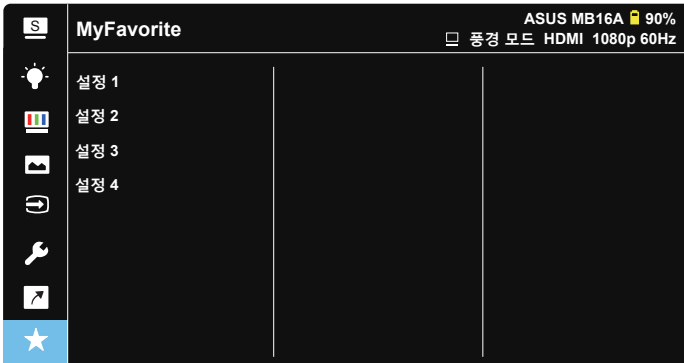 S
MyFavorite
ASUS MB16A 90%
풍경 모드 HDMI 1080p 60Hz
설정 1
설정 2
설정 3
설정 4